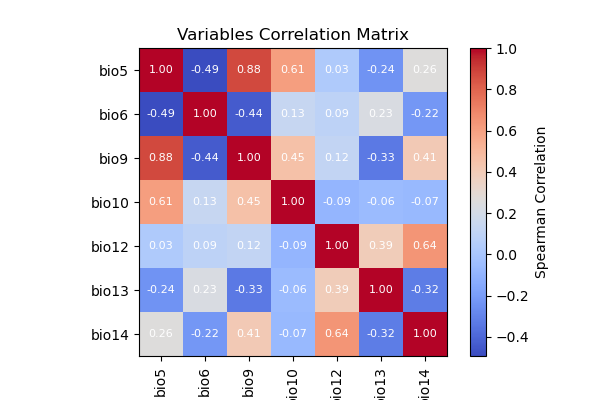 Variables Correlation Matrix
bio5 1.00 -0.49 0.88 0.61 0.03 -0.24 0.26
bio6 -0.49 1.00 -0.44 0.13 0.09 0.23 -0.22
bio9 0.88 -0.44 1.00 0.45 0.12 -0.33 0.41
bio10 0.61 0.13 0.45 1.00 -0.09 -0.06 -0.07
bio12 0.03 0.09 0.12 -0.09 1.00 0.39 0.64
bio13 -0.24 0.23 -0.33 -0.06 0.39 1.00 -0.32
bio14 0.26 -0.22 0.41 -0.07 0.64 -0.32 1.00
bio5 bio6 bio9 bio10 bio12 bio13 bio14
1.0
0.8
0.6
0.4
0.2
0.0
−0.2
−0.4
Spearman Correlation